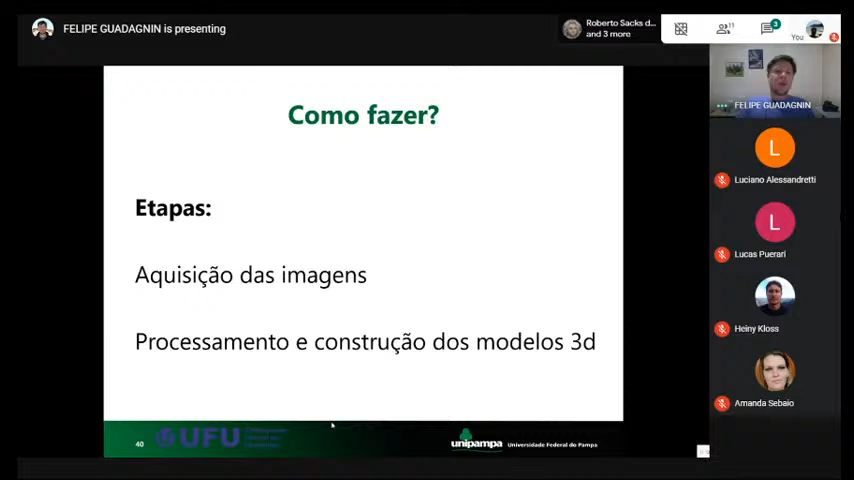 FELIPE GUADAGNIN is presenting
Roberto Sacks d...
and 3 more
11
3
You
Como fazer?
Etapas:
Aquisição das imagens
Processamento e construção dos modelos 3d
40
UFU
unipampa
Universidade Federal do Pampa
FELIPE GUADAGNIN
L
Luciano Alessandretti
L
Lucas Puerari
Heiny Kloss
Amanda Sebaio